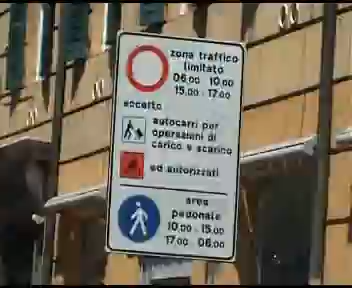 zona traffico
limitato
06.00 10.00
15.00 - 17.00
eccetto
autocarri per
operazioni di
carico e scarico
ed autorizzati
area
pedonale
10.00 - 15.00
17.00 - 06.00